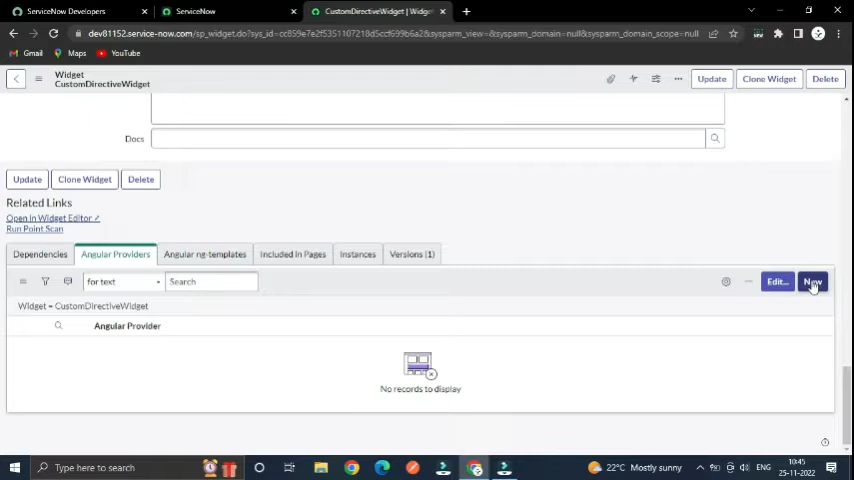 ServiceNow Developers
ServiceNow
CustomDirectiveWidget | Widget
dev81152.service-now.com/sp_widget.do?sys_id=cc859e7e2f5351107218d5ccf699b6a2&sysparm_view=&sysparm_domain=null&sysparm_domain_scope=null
Gmail Maps YouTube
Widget
CustomDirectiveWidget
Update Clone Widget Delete
Docs
Update Clone Widget Delete
Related Links
Open in Widget Editor
Run Point Scan
Dependencies Angular Providers Angular ng-templates Included In Pages Instances Versions (1)
for text Search Edit... New
Widget = CustomDirectiveWidget
Angular Provider
No records to display
Type here to search
22°C Mostly sunny
ENG
10:45
25-11-2022